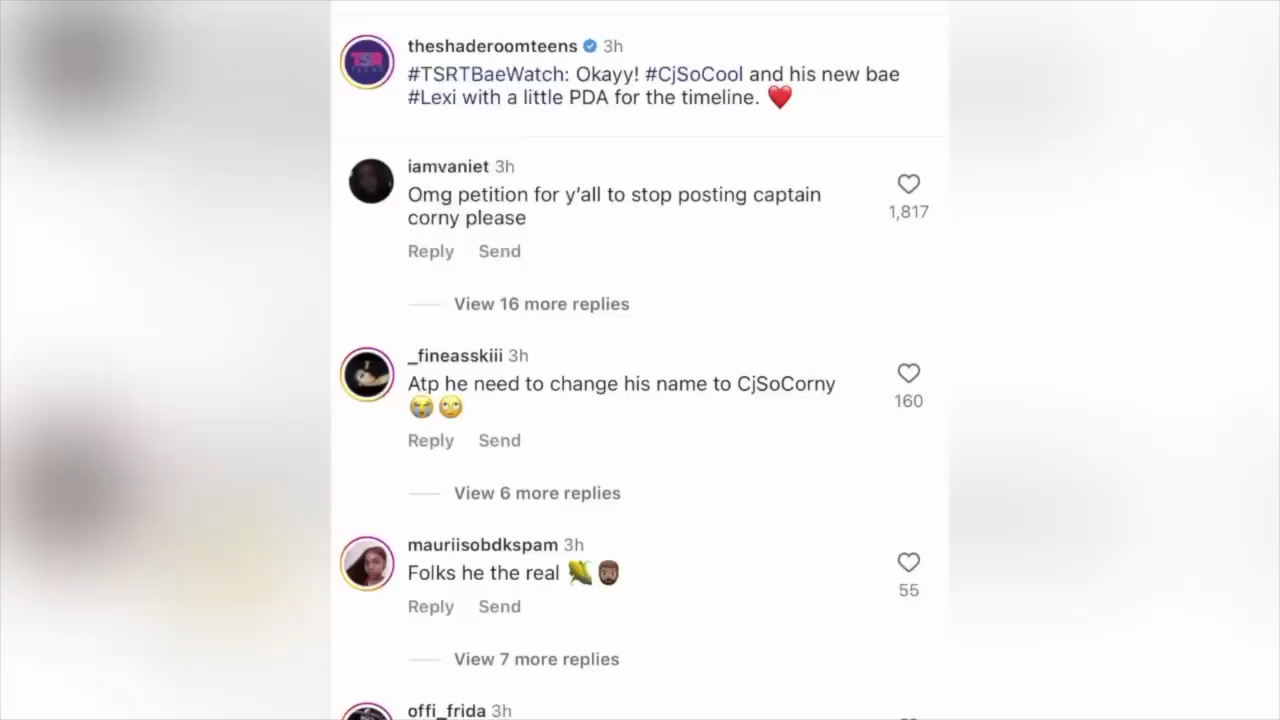 theshaderoomteens 3h
#TSRTBaeWatch: Okayy! #CjSoCool and his new bae
#Lexi with a little PDA for the timeline. ❤️
TSR
TEENS
iamvaniet 3h
Omg petition for y’all to stop posting captain
corny please
1,817
Reply Send
View 16 more replies
_fineasskiii 3h
Atp he need to change his name to CjSoCorny
😭🙄
160
Reply Send
View 6 more replies
mauriisobdkspam 3h
Folks he the real 🌽🧔🏽
55
Reply Send
View 7 more replies
offi_frida 3h